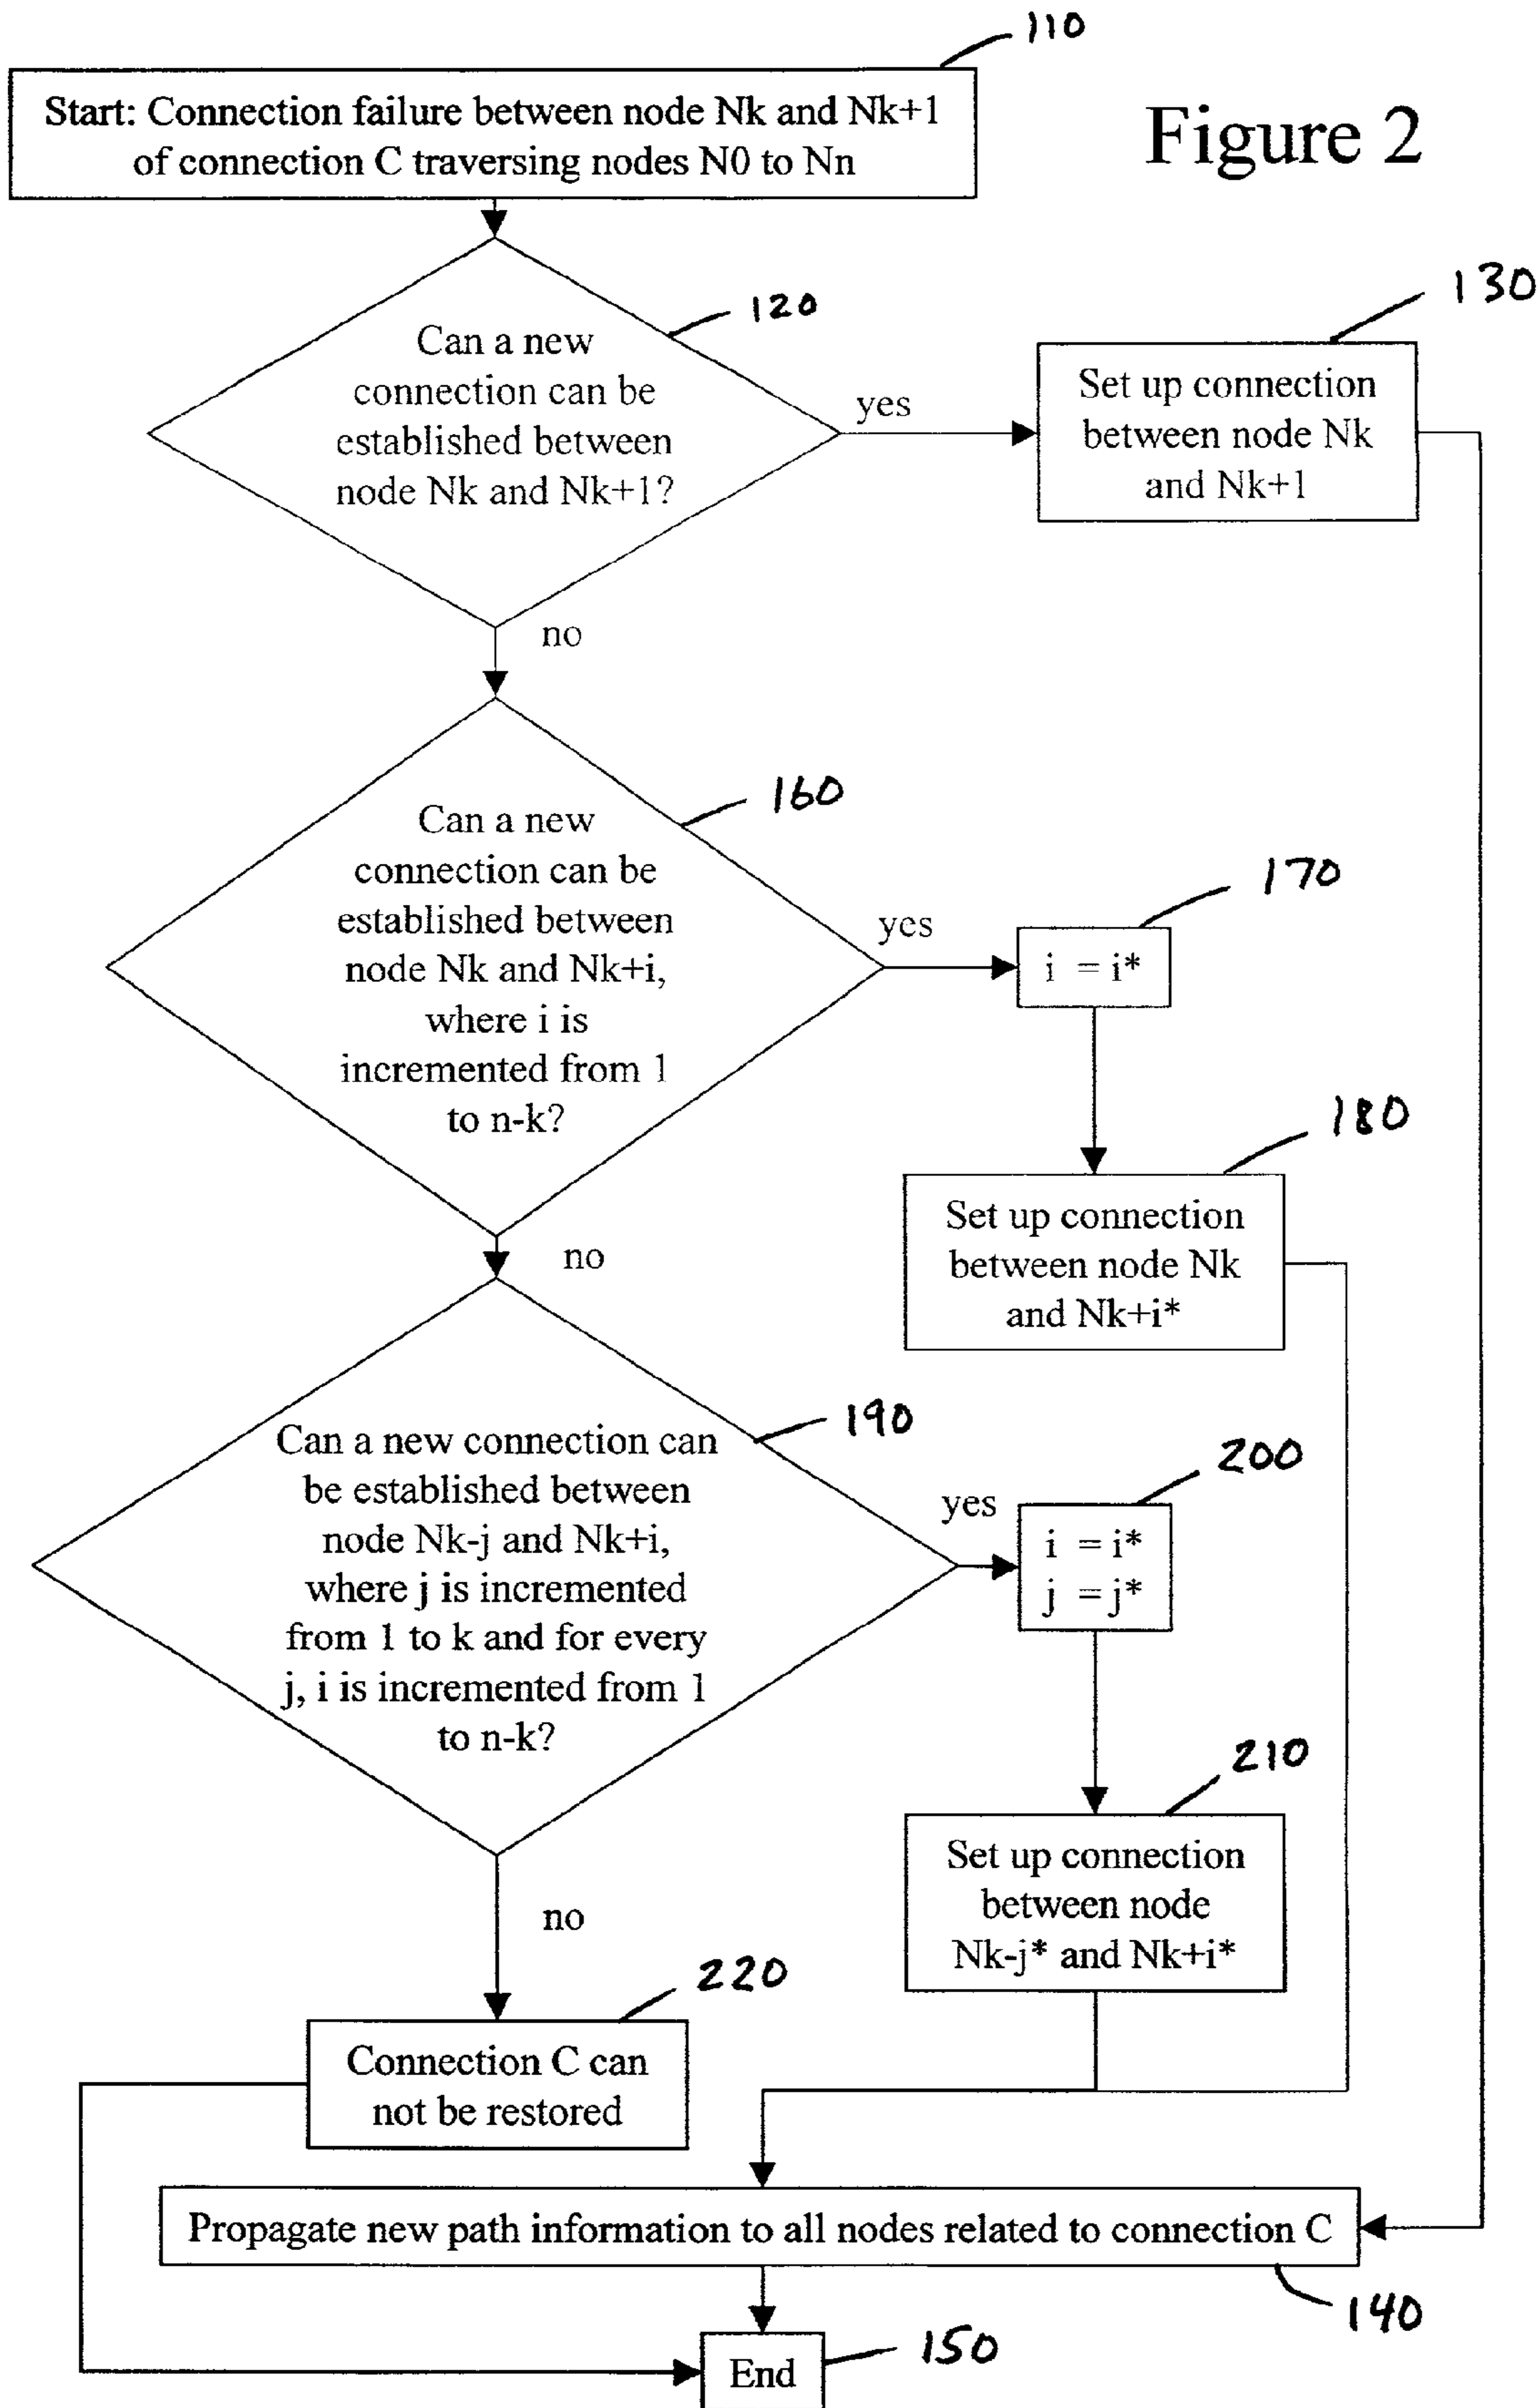 110
Start: Connection failure between node Nk and Nk+1
of connection C traversing nodes N0 to Nn
Figure 2
120
Can a new
connection can be
established between
node Nk and Nk+1?
yes
130
Set up connection
between node Nk
and Nk+1
no
160
Can a new
connection can be
established between
node Nk and Nk+i,
where i is
incremented from 1
to n-k?
yes
170
i = i*
180
Set up connection
between node Nk
and Nk+i*
no
190
Can a new connection can
be established between
node Nk-j and Nk+i,
where j is incremented
from 1 to k and for every
j, i is incremented from 1
to n-k?
yes
200
i = i*
j = j*
210
Set up connection
between node
Nk-j* and Nk+i*
no
220
Connection C can
not be restored
Propagate new path information to all nodes related to connection C
140
End
150